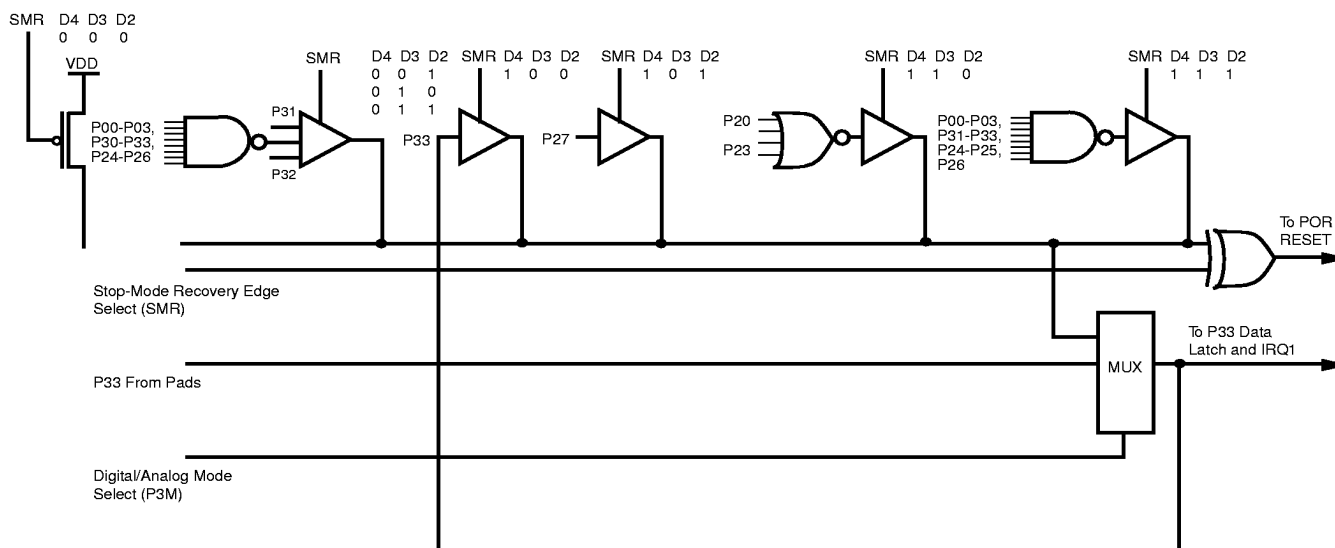 SMR D4 D3 D2
0 0 0
VDD
P00-P03,
P30-P33,
P24-P26
SMR
P31
P32
D4 D3 D2
0 0 1
0 1 0
0 1 1
SMR D4 D3 D2
1 0 0
P33
SMR D4 D3 D2
1 0 1
P27
SMR D4 D3 D2
1 1 0
P20
P23
SMR D4 D3 D2
1 1 1
P00-P03,
P31-P33,
P24-P25,
P26
To POR
RESET
Stop-Mode Recovery Edge
Select (SMR)
To P33 Data
Latch and IRQ1
MUX
P33 From Pads
Digital/Analog Mode
Select (P3M)